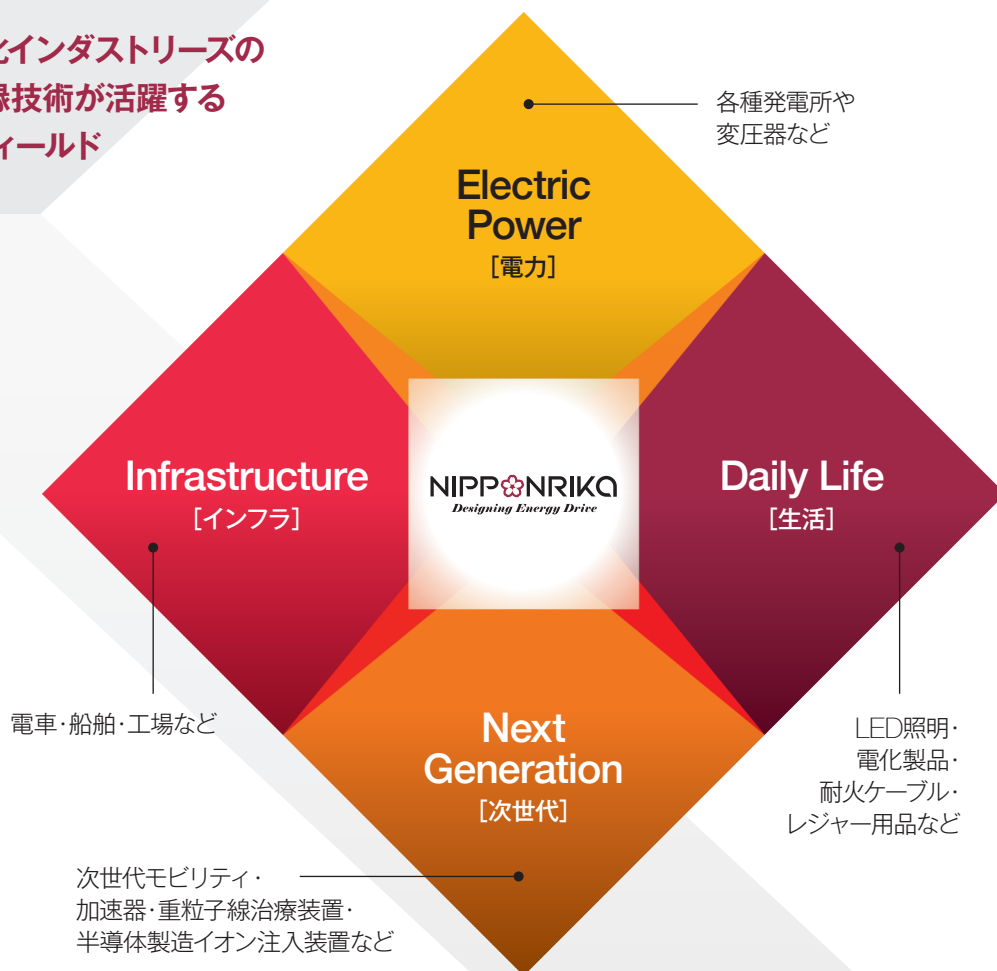 化インダストリーズの
縁技術が活躍する
ィールド
各種発電所や
変圧器など
Electric
Power
[電力]
Infrastructure
[インフラ]
NIPPONRIKA
Designing Energy Drive
Daily Life
[生活]
電車・船舶・工場など
Next
Generation
[次世代]
LED照明・
電化製品・
耐火ケーブル・
レジャー用品など
次世代モビリティ・
加速器・重粒子線治療装置・
半導体製造イオン注入装置など